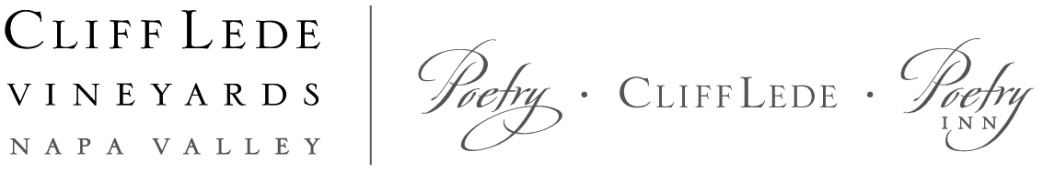 CLIFF LEDE
VINEYARDS
NAPA VALLEY
Poetry · CLIFF LEDE · Poetry
INN